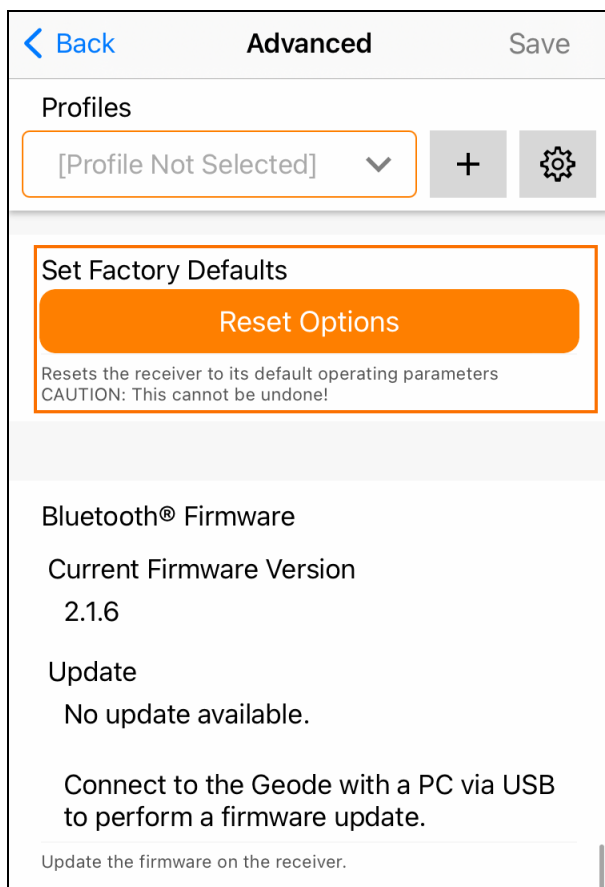 Back Advanced Save
Profiles
[Profile Not Selected] +
Set Factory Defaults
Reset Options
Resets the receiver to its default operating parameters
CAUTION: This cannot be undone!
Bluetooth® Firmware
Current Firmware Version
2.1.6
Update
No update available.
Connect to the Geode with a PC via USB
to perform a firmware update.
Update the firmware on the receiver.